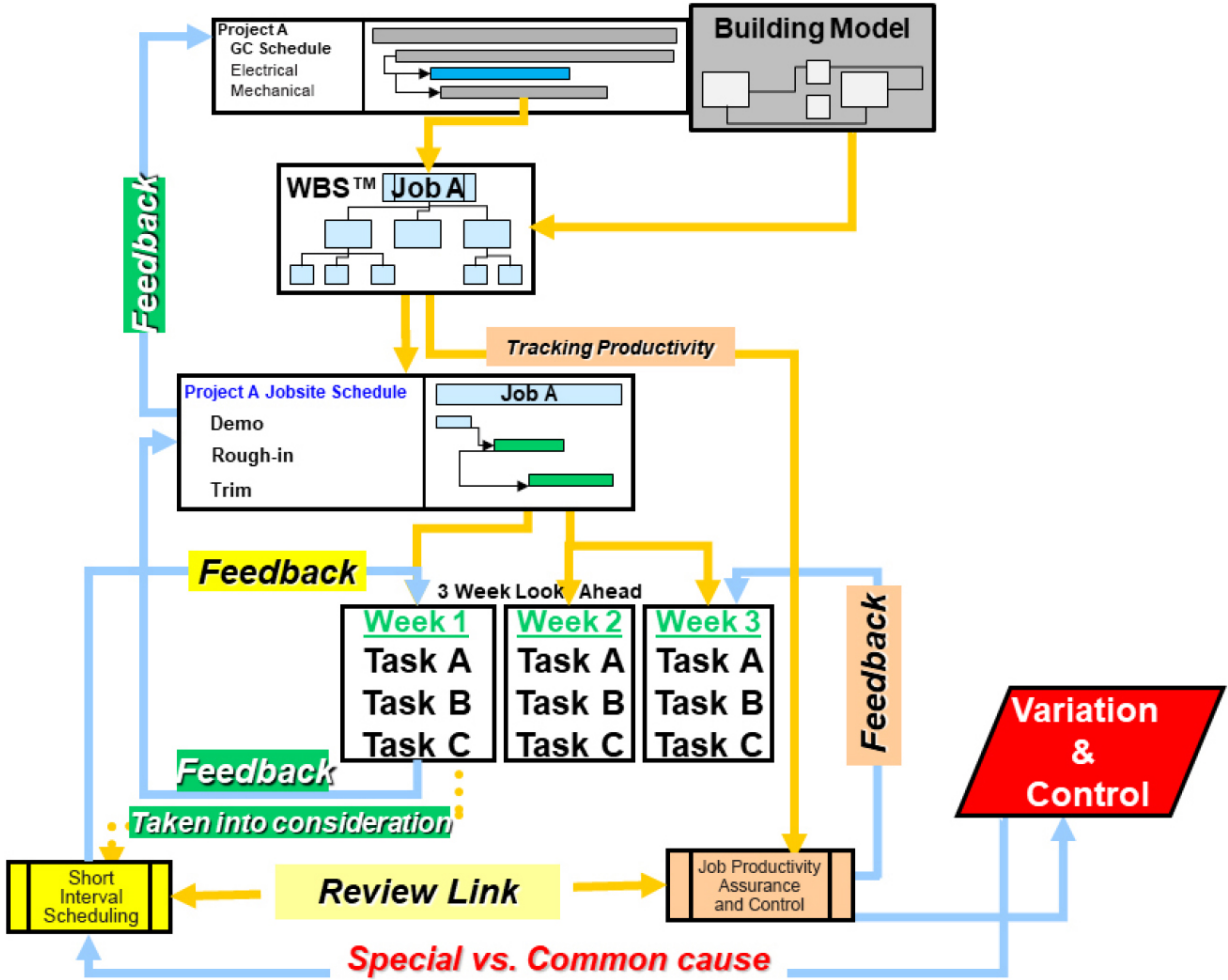 Project A
GC Schedule
Electrical
Mechanical
Building Model
WBS™ Job A
Feedback
Tracking Productivity
Project A Jobsite Schedule
Job A
Demo
Rough-in
Trim
Feedback
3 Week Look Ahead
Week 1
Task A
Task B
Task C
Week 2
Task A
Task B
Task C
Week 3
Task A
Task B
Task C
Feedback
Variation
&
Control
Feedback
Taken into consideration
Short
Interval
Scheduling
Review Link
Job Productivity
Assurance
and Control
Special vs. Common cause